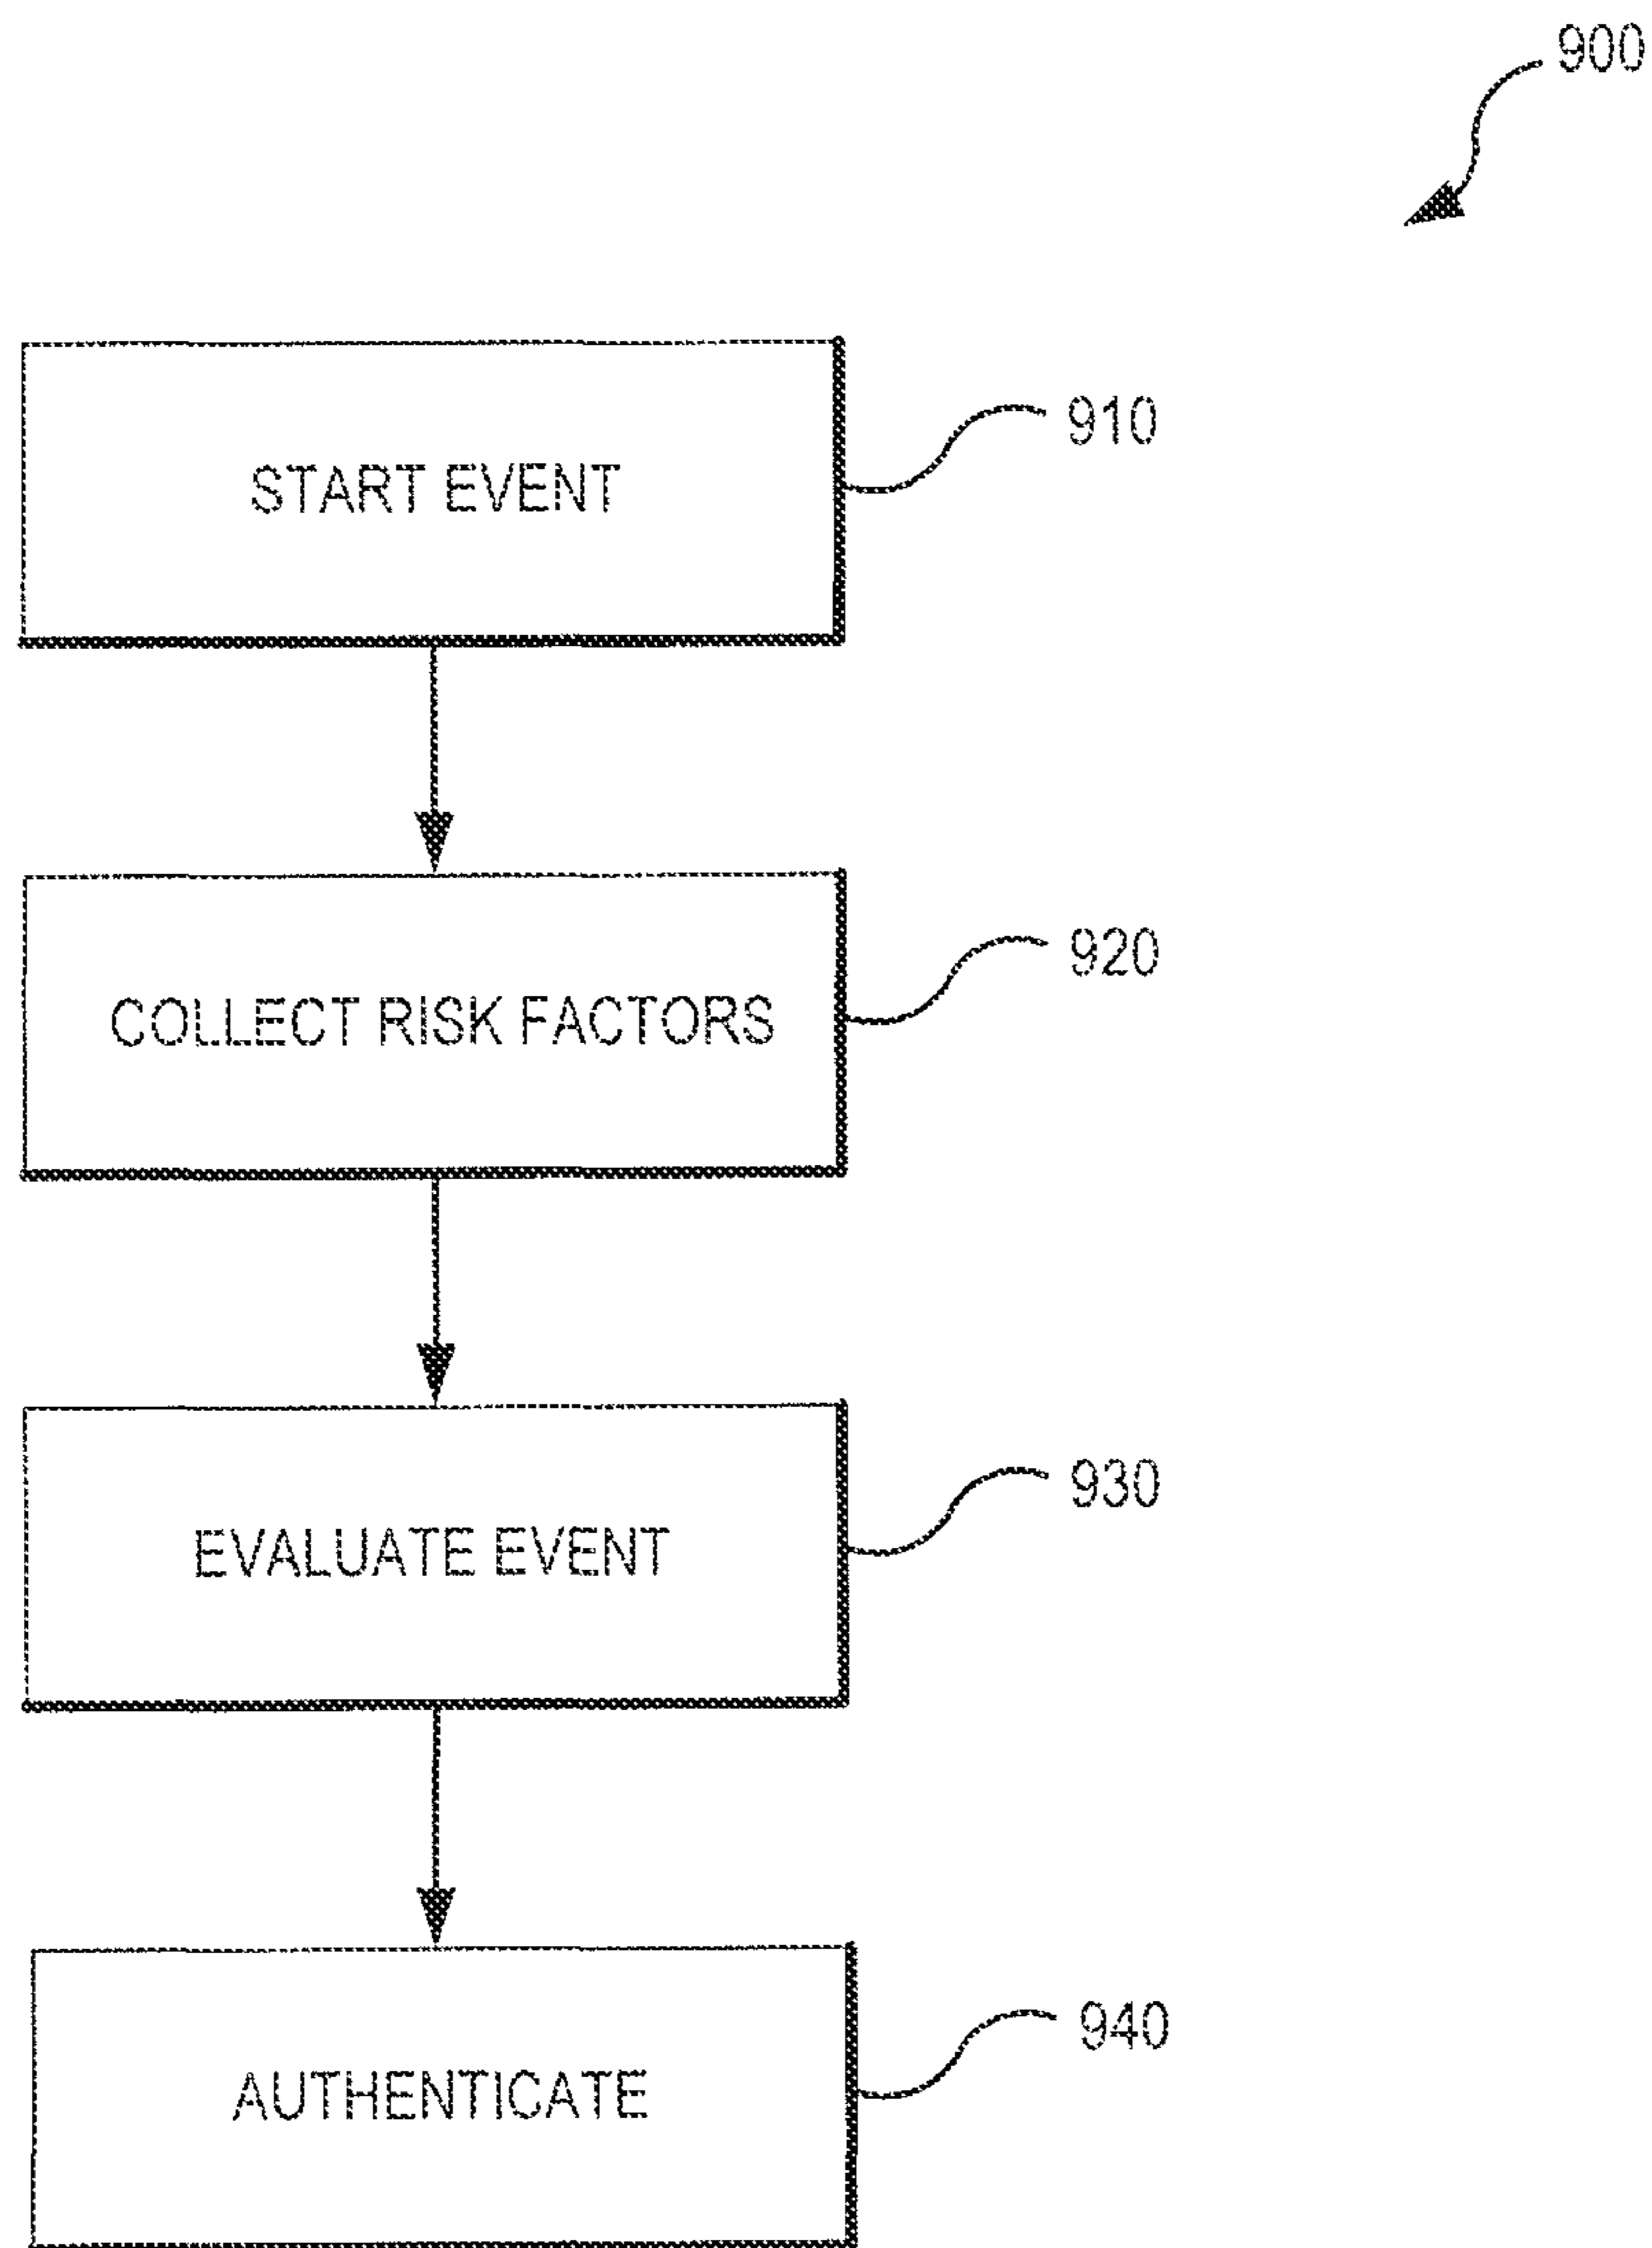 900
START EVENT
910
COLLECT RISK FACTORS
920
EVALUATE EVENT
930
AUTHENTICATE
940